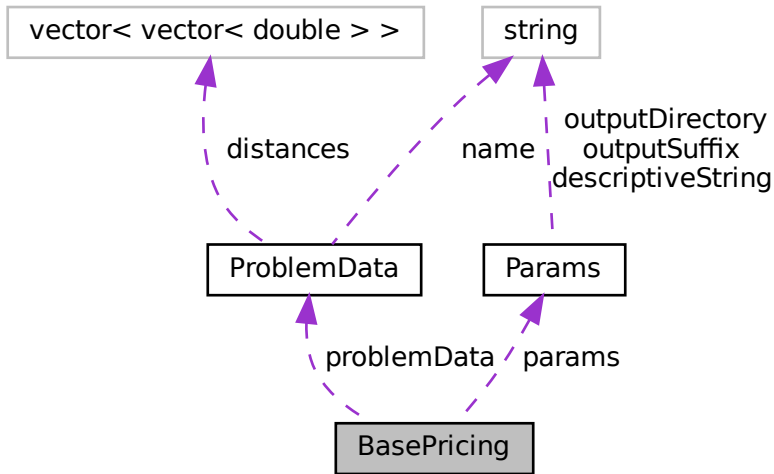 vector< vector< double > >
string
outputDirectory
distances
name
outputSuffix
descriptiveString
ProblemData
Params
problemData
params
BasePricing